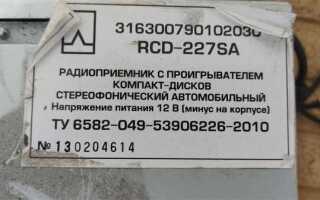 316300790102030
RCD-227SA
РАДИОПРИЕМНИК С ПРОИГРЫВАТЕЛЕМ
КОМПАКТ-ДИСКОВ
СТЕРЕОФОНИЧЕСКИЙ АВТОМОБИЛЬНЫЙ
Напряжение питания 12 В (минус на корпусе)
ТУ 6582-049-53906226-2010
№ 130204614